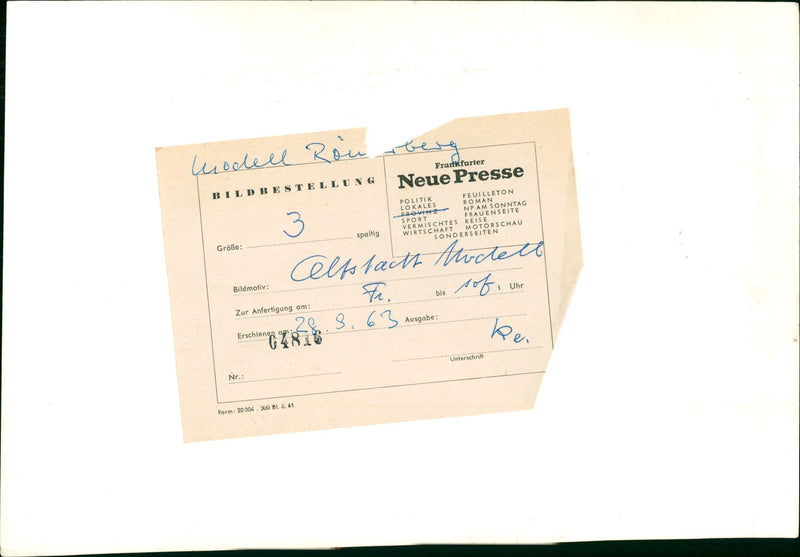 Modell Römerberg
BILDBESTELLUNG
Frankfurter
Neue Presse
POLITIK FEUILLETON
LOKALES ROMAN
PROVINZ NP AM SONNTAG
SPORT FRAUENSEITE
VERMISCHTES REISE
WIRTSCHAFT MOTORSCHAU
SONDERSEITEN
Größe: 3 spaltig
Bildmotiv: Altstadt Modell
Zur Anfertigung am: Fr. bis sof. Uhr
Erschienen am: 28.9.63 Ausgabe:
04816
Ke.
Unterschrift
Nr.:
Form: 20 004 . 300 Bl. 6. 61